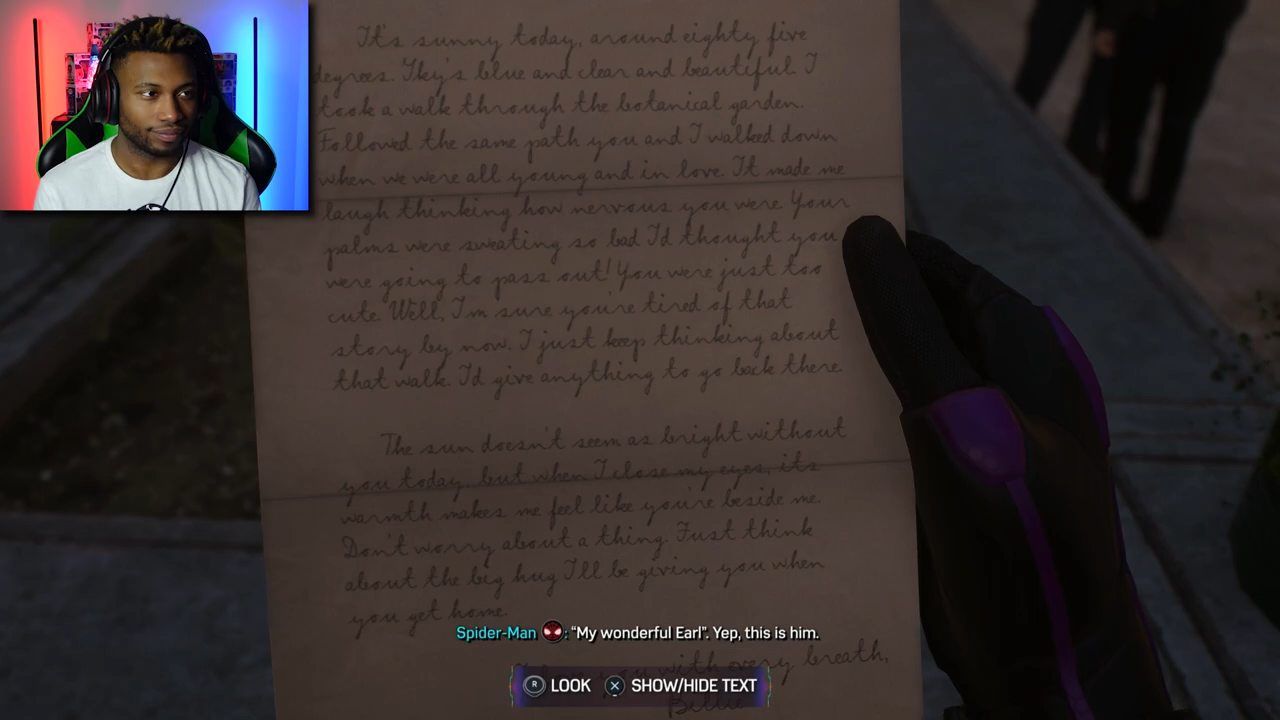 It's sunny today, around eighty five
degrees. Sky's blue and clear and beautiful. I
took a walk through the botanical garden.
Followed the same path you and I walked down
when we were all young and in love. It made me
laugh thinking how nervous you were. Your
palms were sweating so bad I'd thought you
were going to pass out! You were just too
cute. Well, I'm sure you're tired of that
story by now. I just keep thinking about
that walk. I'd give anything to go back there
The sun doesn't seem as bright without
you today. but when I close my eyes, its
warmth makes me feel like you're beside me.
Don't worry about a thing. Just think
about the big hug I'll be giving you when
you get home.
Spider-Man : “My wonderful Earl”. Yep, this is him.
you with every breath,
R LOOK X SHOW/HIDE TEXT
Billie